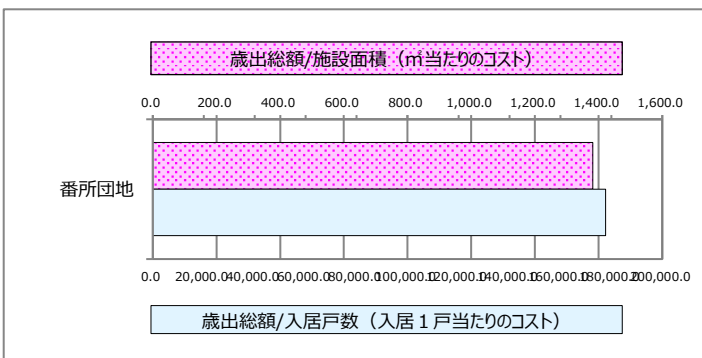 歳出総額/施設面積（㎡当たりのコスト）
0.0 200.0 400.0 600.0 800.0 1,000.0 1,200.0 1,400.0 1,600.0
番所団地
0.0 20,000.0 40,000.0 60,000.0 80,000.0 100,000.0 120,000.0 140,000.0 160,000.0 180,000.0 200,000.0
歳出総額/入居戸数（入居１戸当たりのコスト）